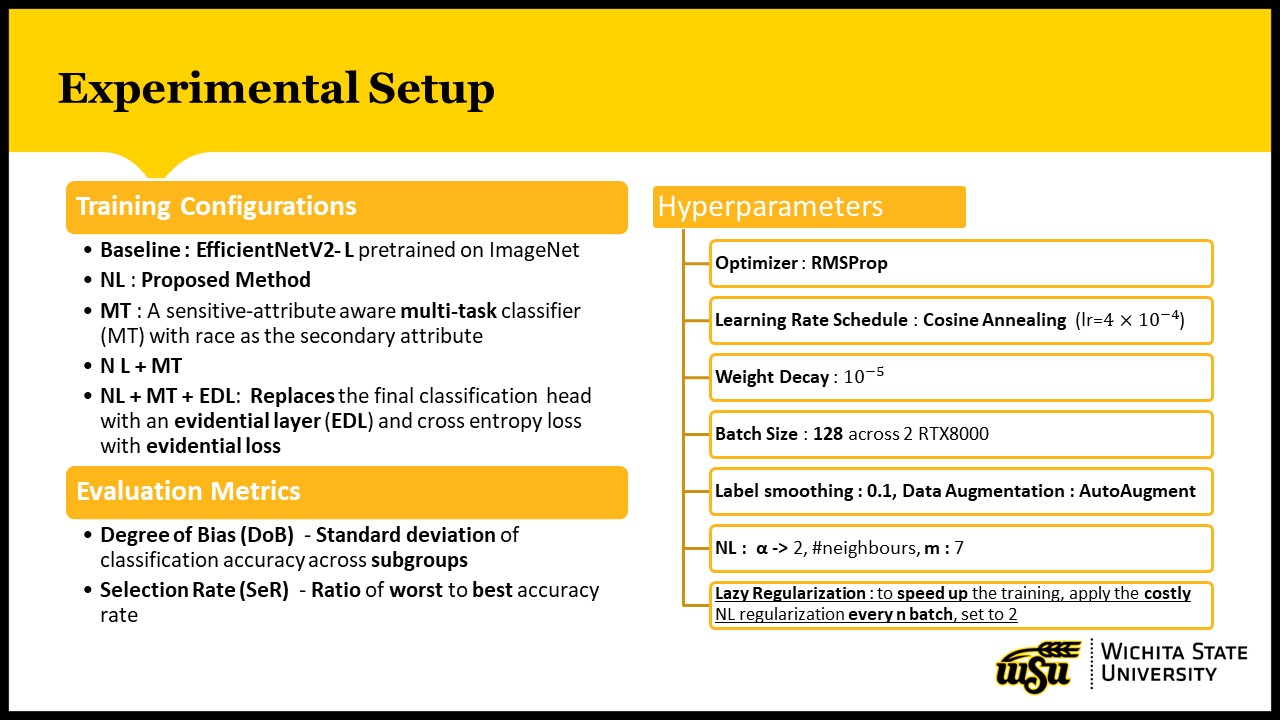 Experimental Setup
Training Configurations
• Baseline : EfficientNetV2- L pretrained on ImageNet
• NL : Proposed Method
• MT : A sensitive-attribute aware multi-task classifier
(MT) with race as the secondary attribute
• N L + MT
• NL + MT + EDL: Replaces the final classification head
with an evidential layer (EDL) and cross entropy loss
with evidential loss
Evaluation Metrics
• Degree of Bias (DoB) - Standard deviation of
classification accuracy across subgroups
• Selection Rate (SeR) - Ratio of worst to best accuracy
rate
Hyperparameters
Optimizer : RMSProp
Learning Rate Schedule : Cosine Annealing (lr=4 × 10⁻⁴)
Weight Decay : 10⁻⁵
Batch Size : 128 across 2 RTX8000
Label smoothing : 0.1, Data Augmentation : AutoAugment
NL : α -> 2, #neighbours, m : 7
Lazy Regularization : to speed up the training, apply the costly
NL regularization every n batch, set to 2
WSU
WICHITA STATE
UNIVERSITY